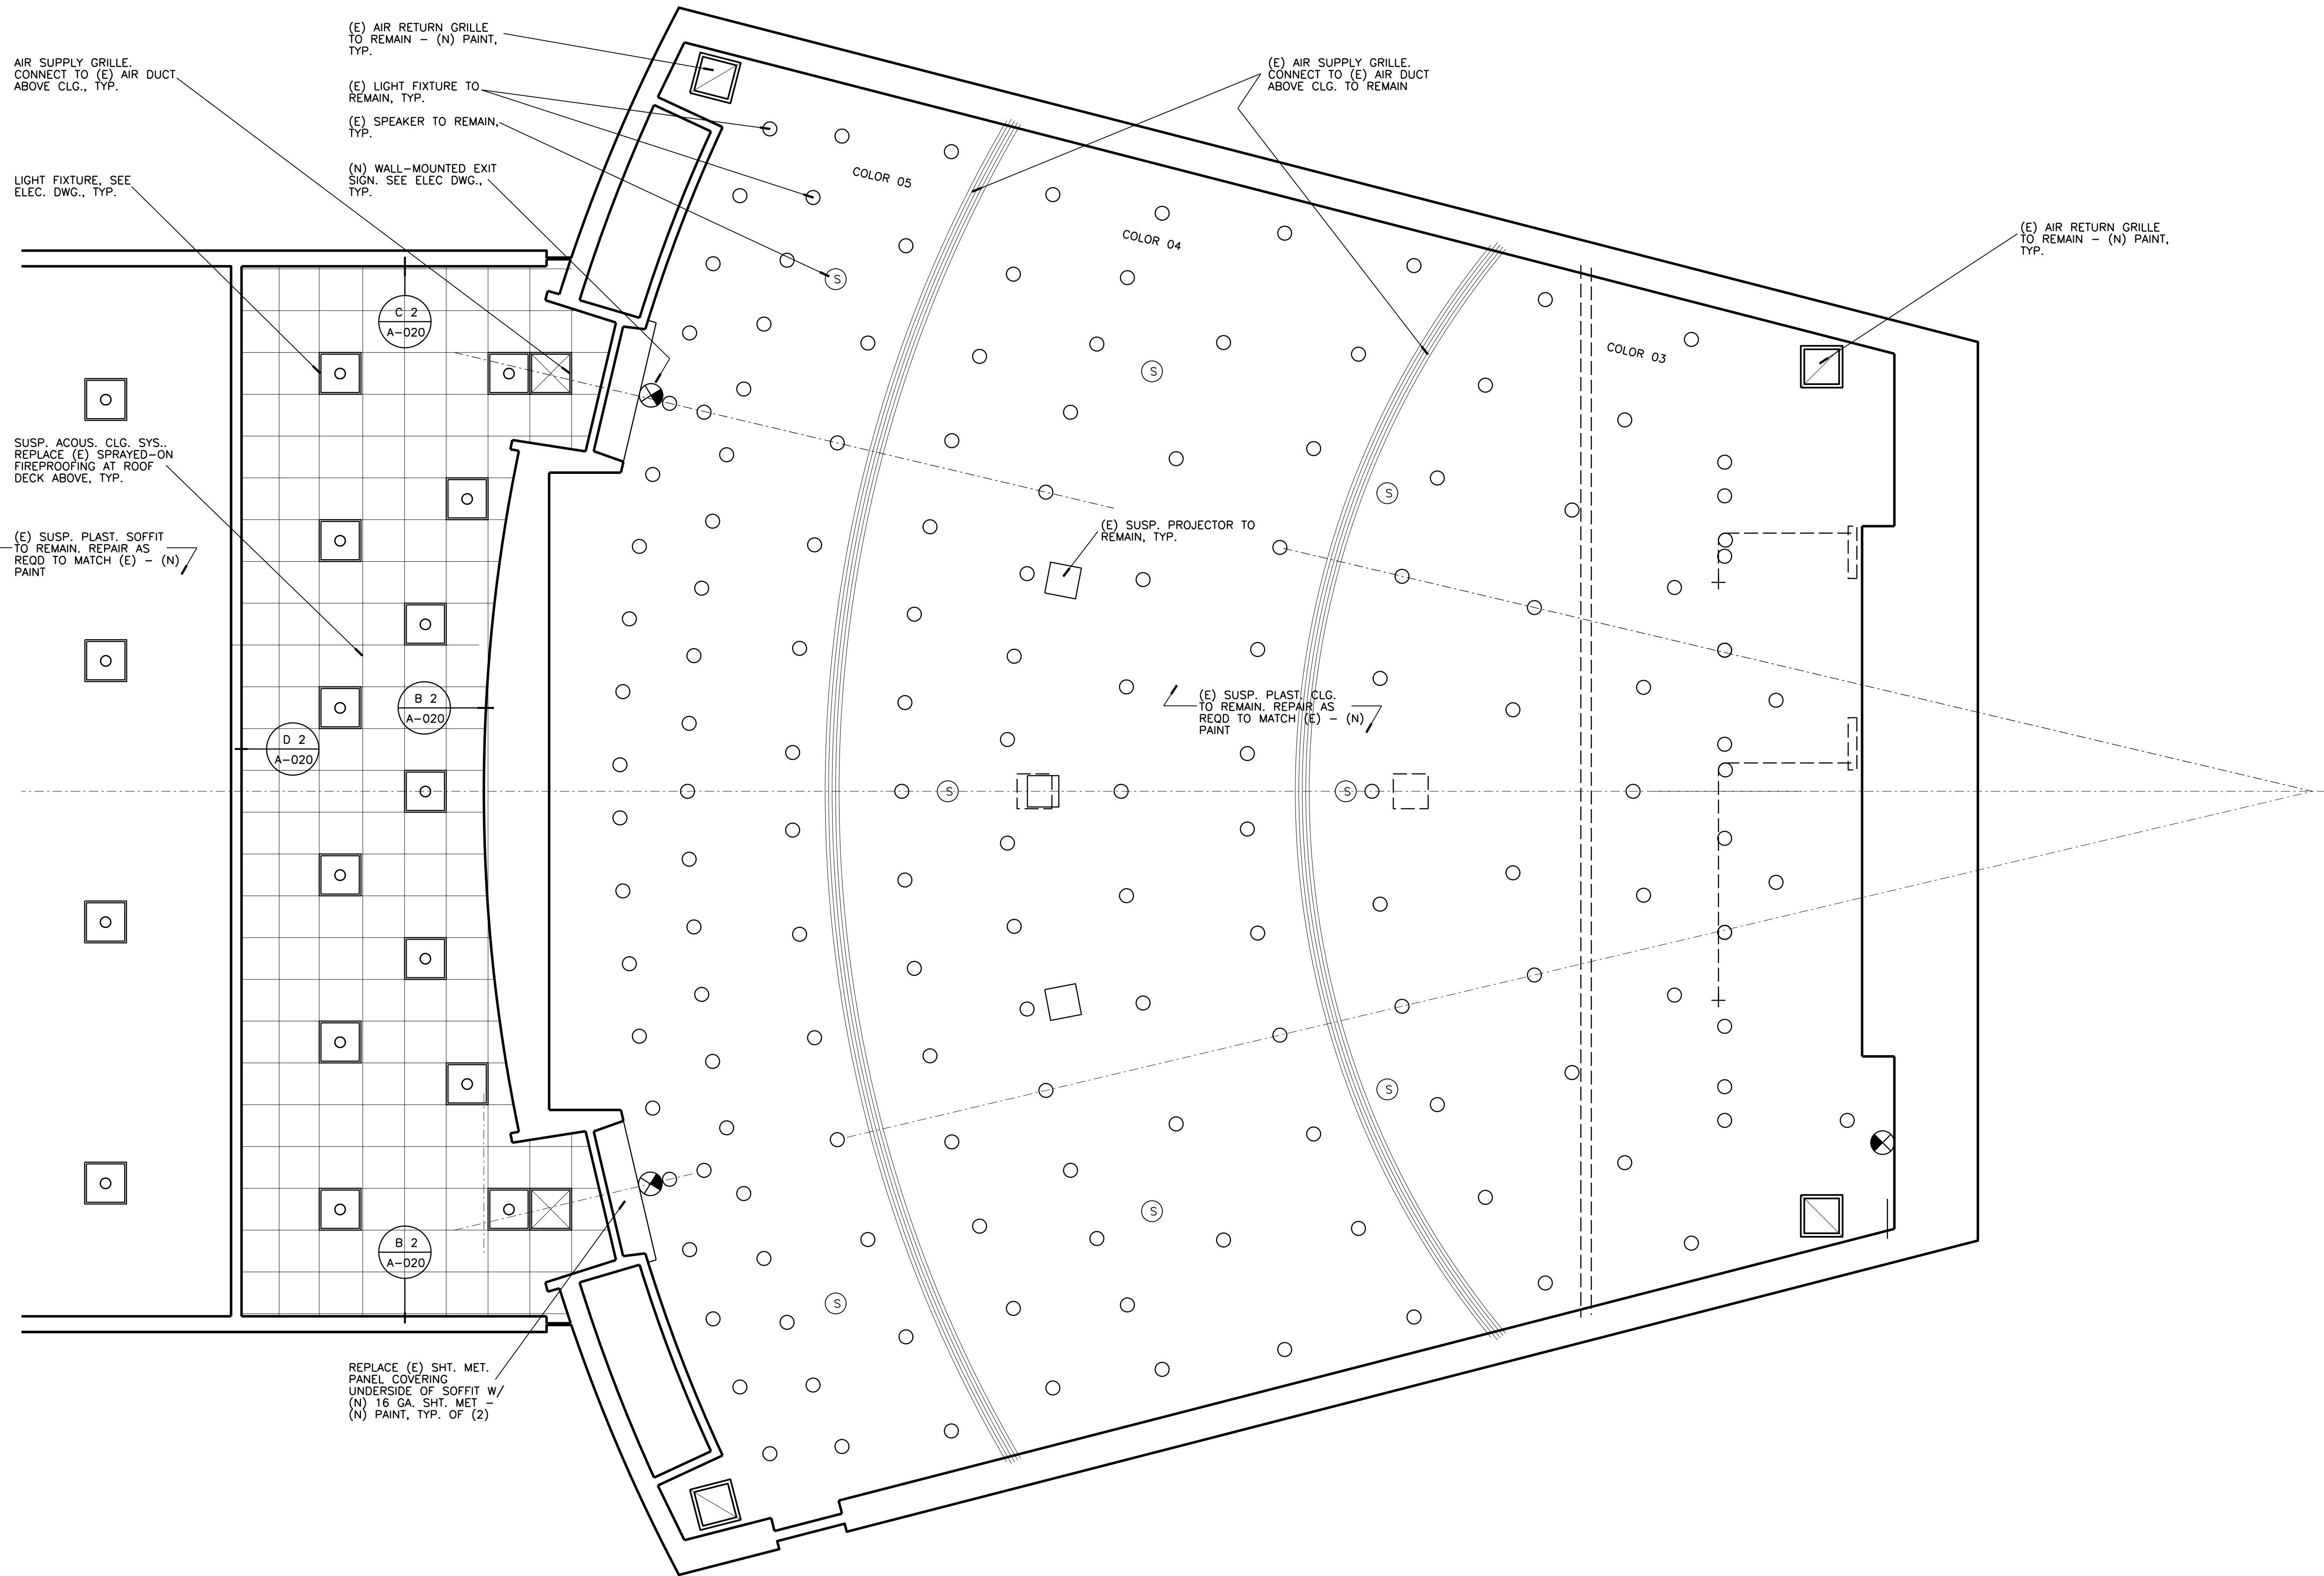 (E) AIR RETURN GRILLE
TO REMAIN - (N) PAINT,
TYP.
AIR SUPPLY GRILLE.
CONNECT TO (E) AIR DUCT
ABOVE CLG., TYP.
(E) LIGHT FIXTURE TO
REMAIN, TYP.
(E) SPEAKER TO REMAIN,
TYP.
(N) WALL-MOUNTED EXIT
SIGN. SEE ELEC DWG.,
TYP.
LIGHT FIXTURE, SEE
ELEC. DWG., TYP.
(E) AIR SUPPLY GRILLE.
CONNECT TO (E) AIR DUCT
ABOVE CLG. TO REMAIN
(E) AIR RETURN GRILLE
TO REMAIN - (N) PAINT,
TYP.
COLOR 05
COLOR 04
COLOR 03
C 2
A-020
S
S
S
SUSP. ACOUS. CLG. SYS..
REPLACE (E) SPRAYED-ON
FIREPROOFING AT ROOF
DECK ABOVE, TYP.
(E) SUSP. PLAST. SOFFIT
TO REMAIN. REPAIR AS
REQD TO MATCH (E) - (N)
PAINT
(E) SUSP. PROJECTOR TO
REMAIN, TYP.
(E) SUSP. PLAST. CLG.
TO REMAIN. REPAIR AS
REQD TO MATCH (E) - (N)
PAINT
B 2
A-020
D 2
A-020
S
S
S
S
S
B 2
A-020
REPLACE (E) SHT. MET.
PANEL COVERING
UNDERSIDE OF SOFFIT W/
(N) 16 GA. SHT. MET -
(N) PAINT, TYP. OF (2)